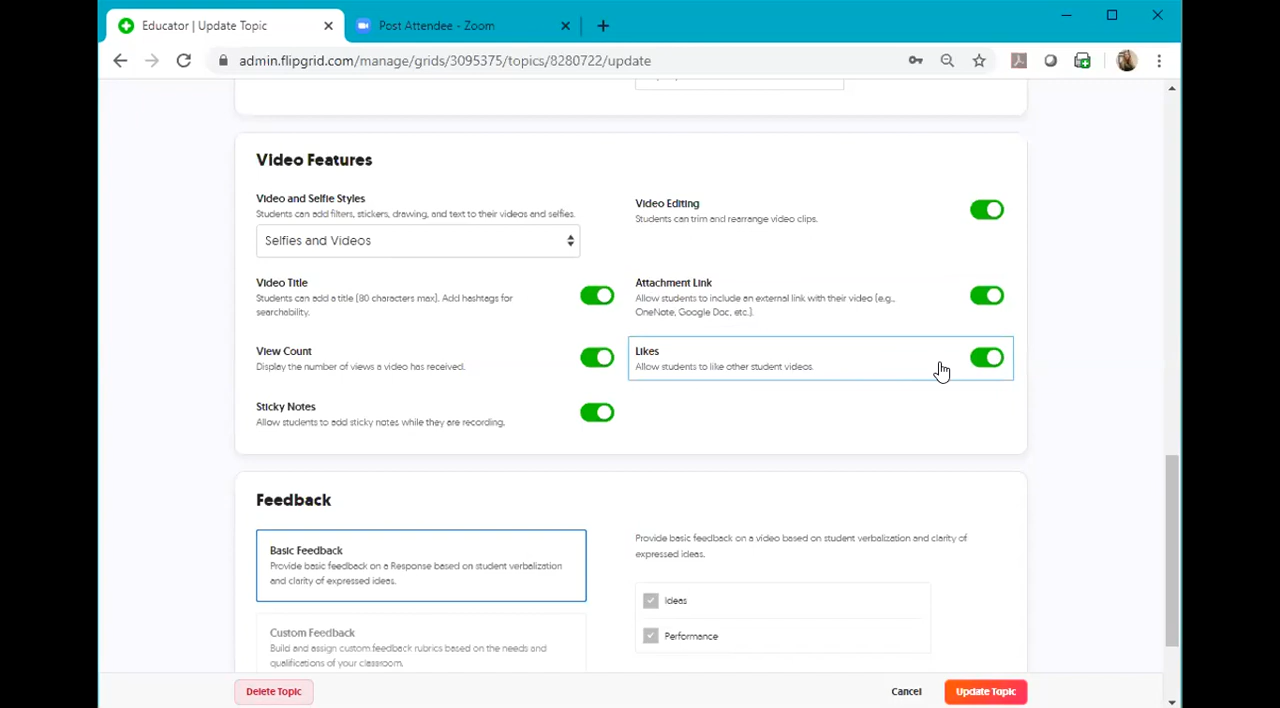 Educator | Update Topic
Post Attendee - Zoom
admin.flipgrid.com/manage/grids/3095375/topics/8280722/update
Video Features
Video and Selfie Styles
Students can add filters, stickers, drawing, and text to their videos and selfies.
Selfies and Videos
Video Editing
Students can trim and rearrange video clips.
Video Title
Students can add a title (80 characters max). Add hashtags for
searchability.
Attachment Link
Allow students to include an external link with their video (e.g.,
OneNote, Google Doc, etc.).
View Count
Display the number of views a video has received.
Likes
Allow students to like other student videos.
Sticky Notes
Allow students to add sticky notes while they are recording.
Feedback
Basic Feedback
Provide basic feedback on a Response based on student verbalization
and clarity of expressed ideas.
Provide basic feedback on a video based on student verbalization and clarity of
expressed ideas.
Ideas
Performance
Custom Feedback
Build and assign custom feedback rubrics based on the needs and
qualifications of your classroom.
Delete Topic
Cancel
Update Topic